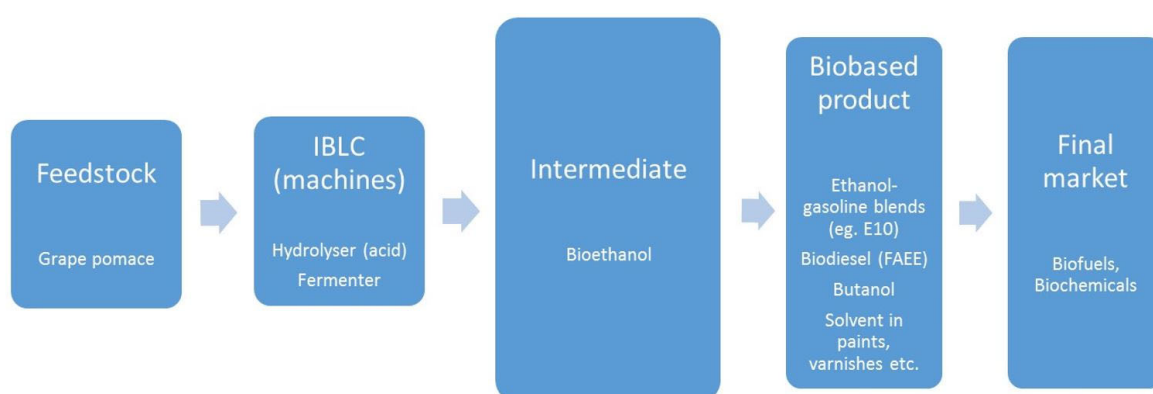 Feedstock
Grape pomace
IBLC
(machines)
Hydrolyser (acid)
Fermenter
Intermediate
Bioethanol
Biobased
product
Ethanol-
gasoline blends
(eg. E10)
Biodiesel (FAEE)
Butanol
Solvent in
paints,
varnishes etc.
Final
market
Biofuels,
Biochemicals